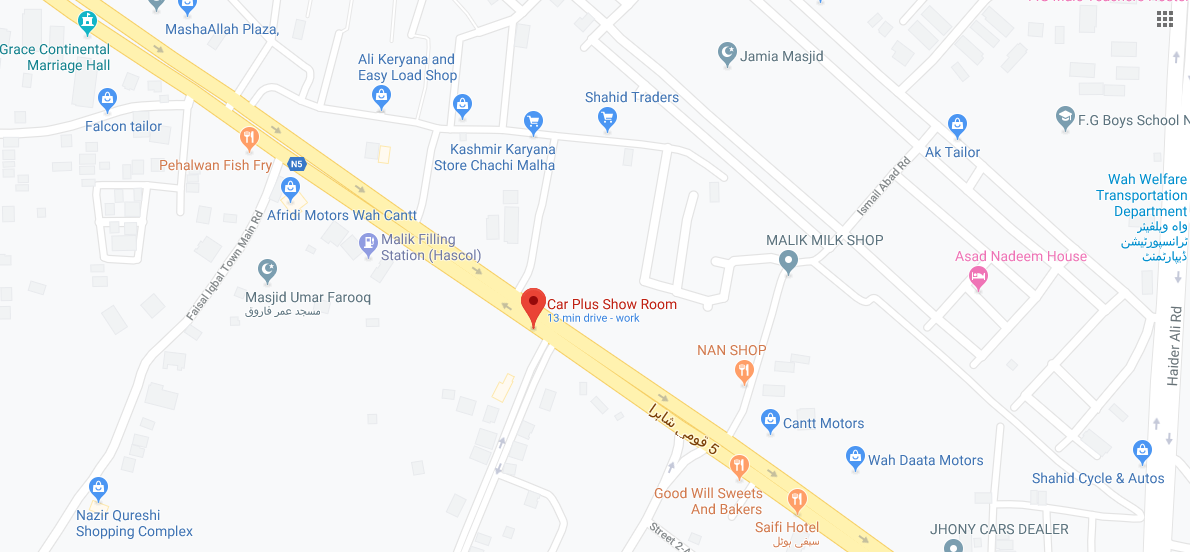 MashaAllah Plaza,
Grace Continental
Marriage Hall
Ali Keryana and
Easy Load Shop
Jamia Masjid
Falcon tailor
Shahid Traders
F.G Boys School N
Pehalwan Fish Fry
N5
Kashmir Karyana
Store Chachi Malha
Ak Tailor
Ismail Abad Rd
Wah Welfare
Transportation
Department
واہ ویلفیئر
ٹرانسپورٹیشن
ڈیپارٹمنٹ
Afridi Motors Wah Cantt
Faisal Iqbal Town Main Rd
Malik Filling
Station (Hascol)
MALIK MILK SHOP
Asad Nadeem House
Masjid Umar Farooq
مسجد عمر فاروق
Car Plus Show Room
13 min drive - work
Haider Ali Rd
NAN SHOP
5 قومی شاہرا
Cantt Motors
Wah Daata Motors
Shahid Cycle & Autos
Good Will Sweets
And Bakers
Nazir Qureshi
Shopping Complex
Saifi Hotel
سیفی ہوٹل
Street 2-A
JHONY CARS DEALER